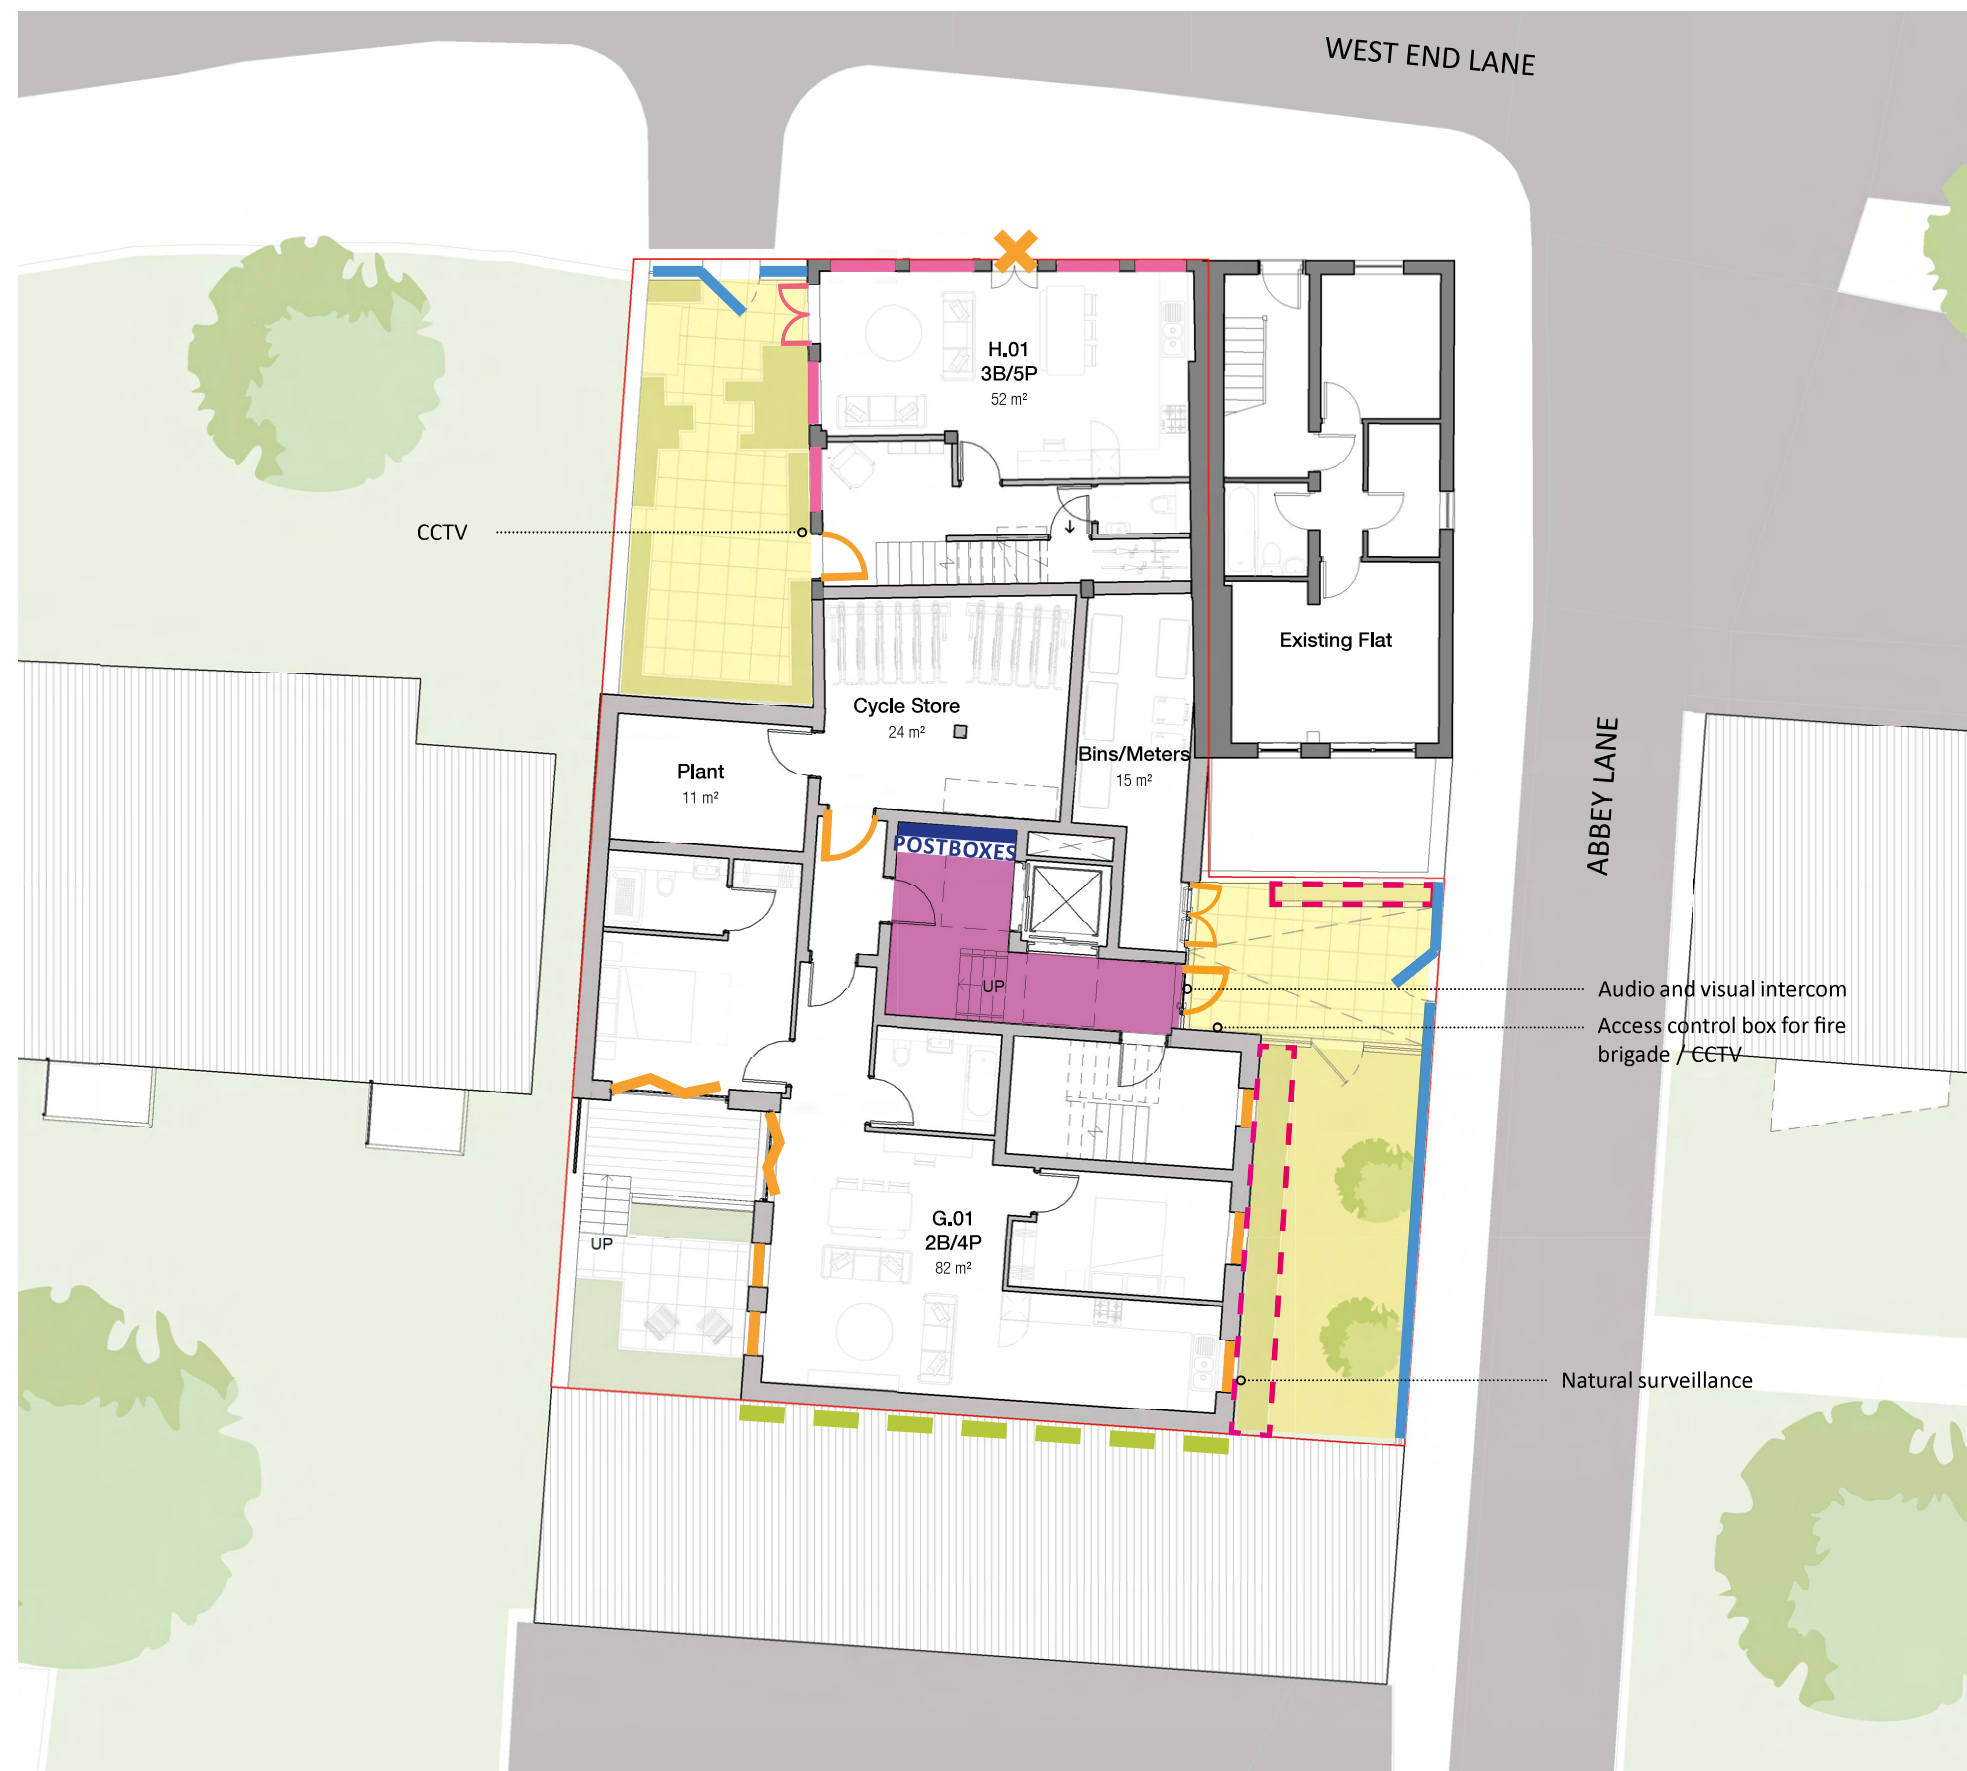 WEST END LANE
H.01
3B/5P
52 m²
CCTV
Existing Flat
Cycle Store
24 m²
Bins/Meters
15 m²
Plant
11 m²
ABBEY LANE
POSTBOXES
UP
Audio and visual intercom
Access control box for fire
brigade / CCTV
G.01
2B/4P
82 m²
UP
Natural surveillance